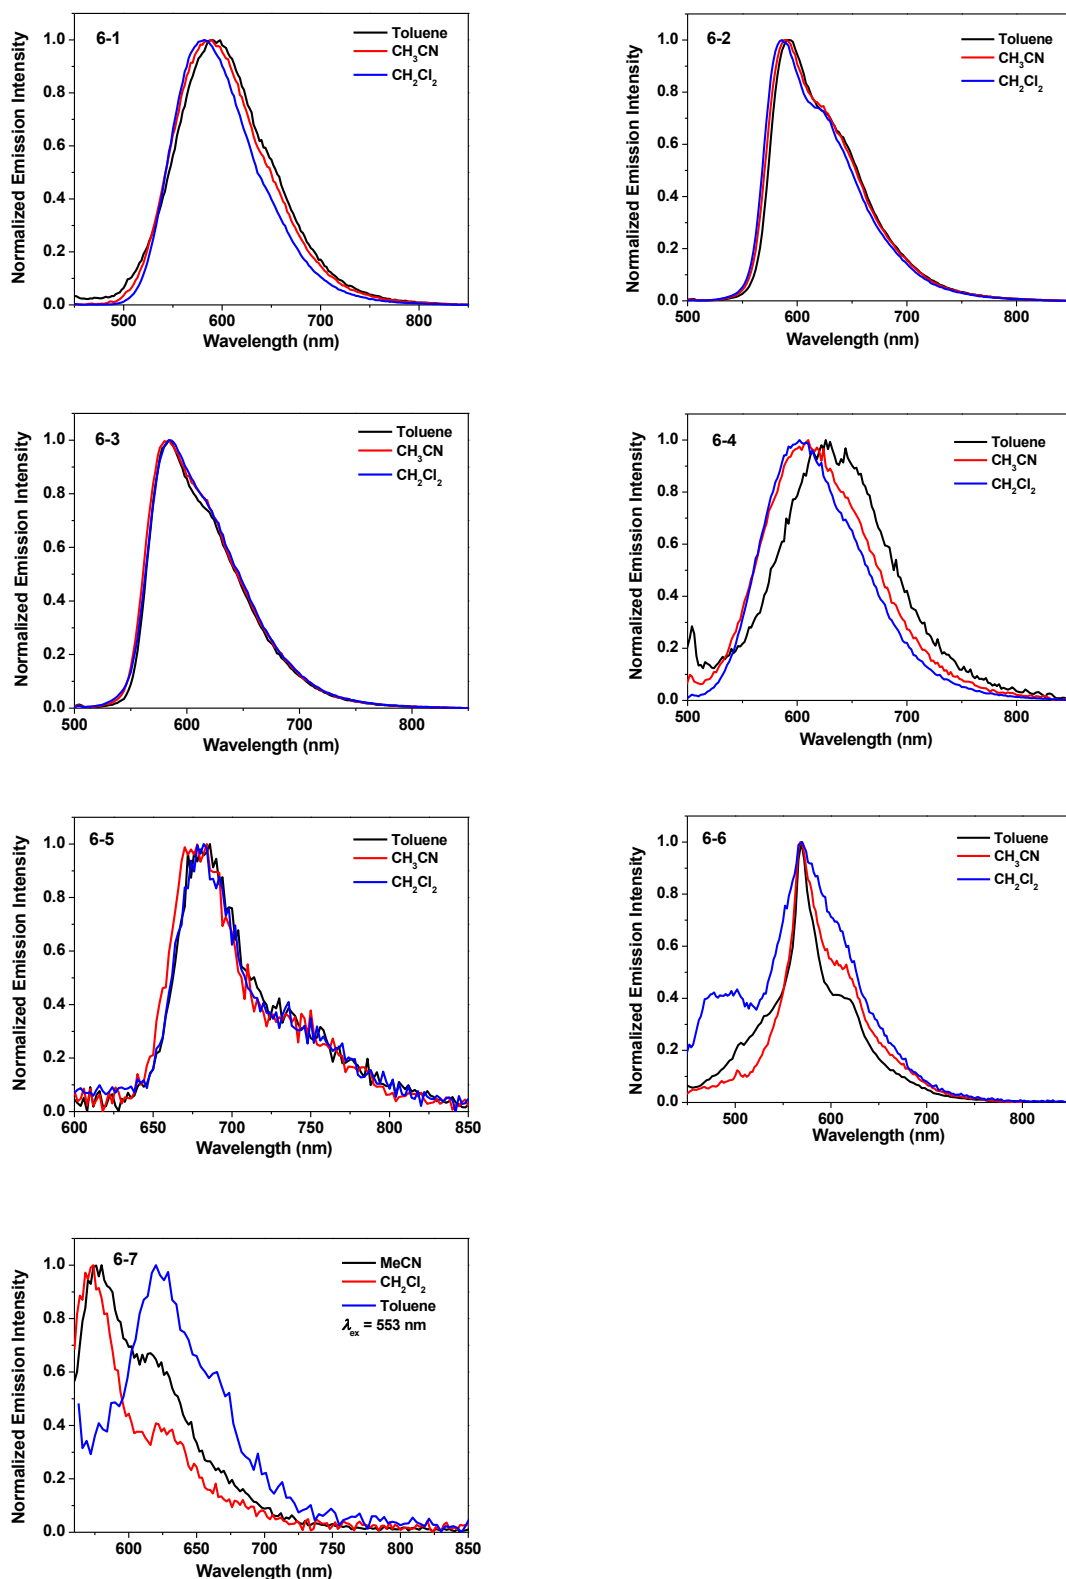 6-1
Toluene
CH₃CN
CH₂Cl₂
Normalized Emission Intensity
1.0
0.8
0.6
0.4
0.2
0.0
500 600 700 800
Wavelength (nm)
6-2
Toluene
CH₃CN
CH₂Cl₂
Normalized Emission Intensity
1.0
0.8
0.6
0.4
0.2
0.0
500 600 700 800
Wavelength (nm)
6-3
Toluene
CH₃CN
CH₂Cl₂
Normalized Emission Intensity
1.0
0.8
0.6
0.4
0.2
0.0
500 600 700 800
Wavelength (nm)
6-4
Toluene
CH₃CN
CH₂Cl₂
Normalized Emission Intensity
1.0
0.8
0.6
0.4
0.2
0.0
500 600 700 800
Wavelength (nm)
6-5
Toluene
CH₃CN
CH₂Cl₂
Normalized Emission Intensity
1.0
0.8
0.6
0.4
0.2
0.0
600 650 700 750 800 850
Wavelength (nm)
6-6
Toluene
CH₃CN
CH₂Cl₂
Normalized Emission Intensity
1.0
0.8
0.6
0.4
0.2
0.0
500 600 700 800
Wavelength (nm)
6-7
MeCN
CH₂Cl₂
Toluene
λex = 553 nm
Normalized Emission Intensity
1.0
0.8
0.6
0.4
0.2
0.0
600 650 700 750 800 850
Wavelength (nm)